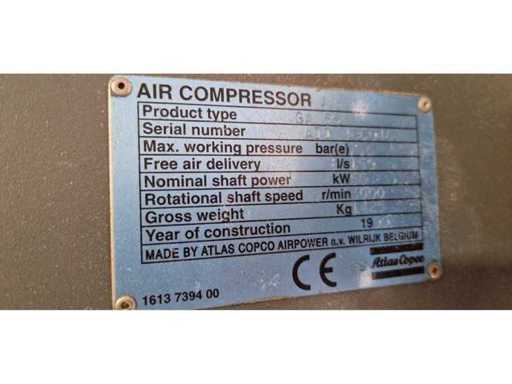 AIR COMPRESSOR
Product type GA
Serial number
Max. working pressure bar(e)
Free air delivery l/s
Nominal shaft power kW
Rotational shaft speed r/min
Gross weight Kg
Year of construction 19
MADE BY ATLAS COPCO AIRPOWER n.v. WILRIJK BELGIUM
CE
Atlas Copco
1613 7394 00